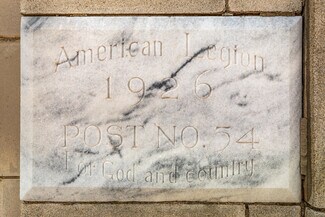 American Legion
1926
POST NO. 34
For God and country